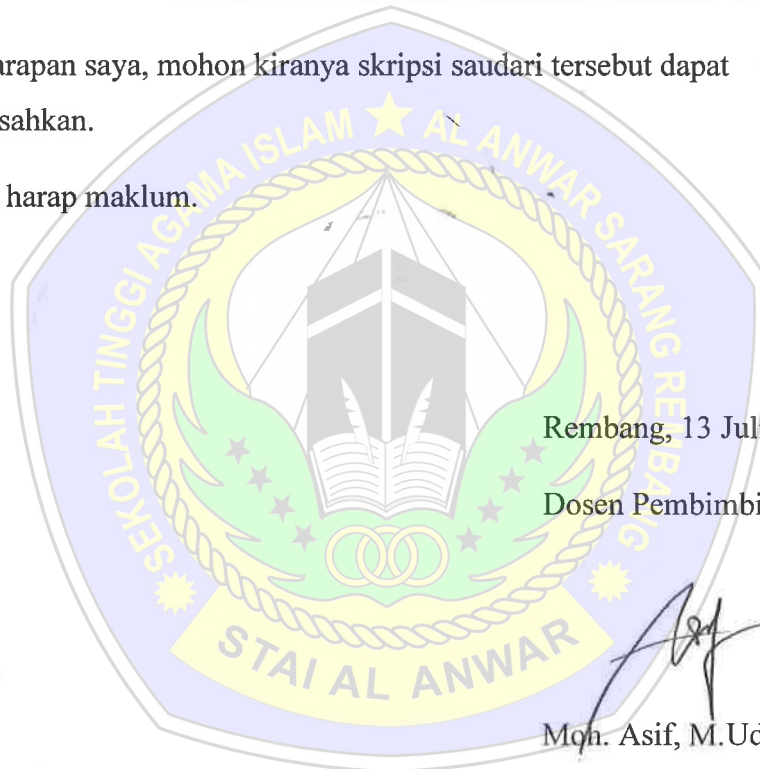 arapan saya, mohon kiranya skripsi saudari tersebut dapat
sahkan.
harap maklum.
SEKOLAH TINGGI AGAMA ISLAM ★ AL ANWAR SARANG REMBANG
Rembang, 13 Jul
Dosen Pembimbi
STAI AL ANWAR
Moh. Asif, M.Ud